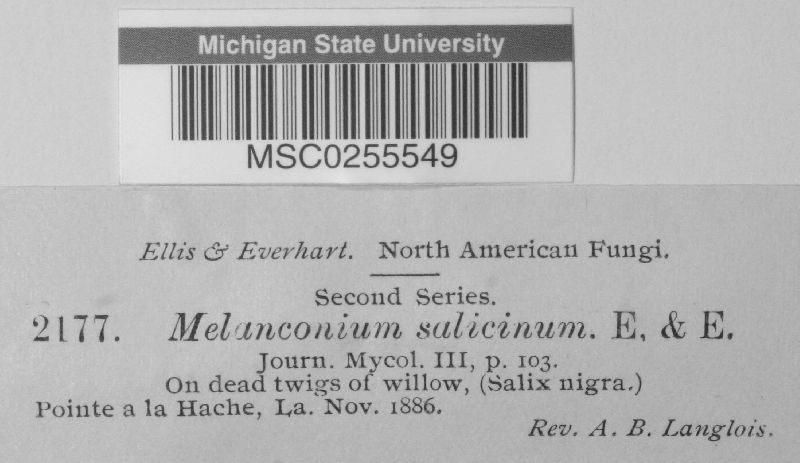 Michigan State University
MSC0255549
Ellis & Everhart. North American Fungi.
Second Series.
2177. Melanconium salicinum. E. & E.
Journ. Mycol. III, p. 103.
On dead twigs of willow, (Salix nigra.)
Pointe a la Hache, La. Nov. 1886.
Rev. A. B. Langlois.